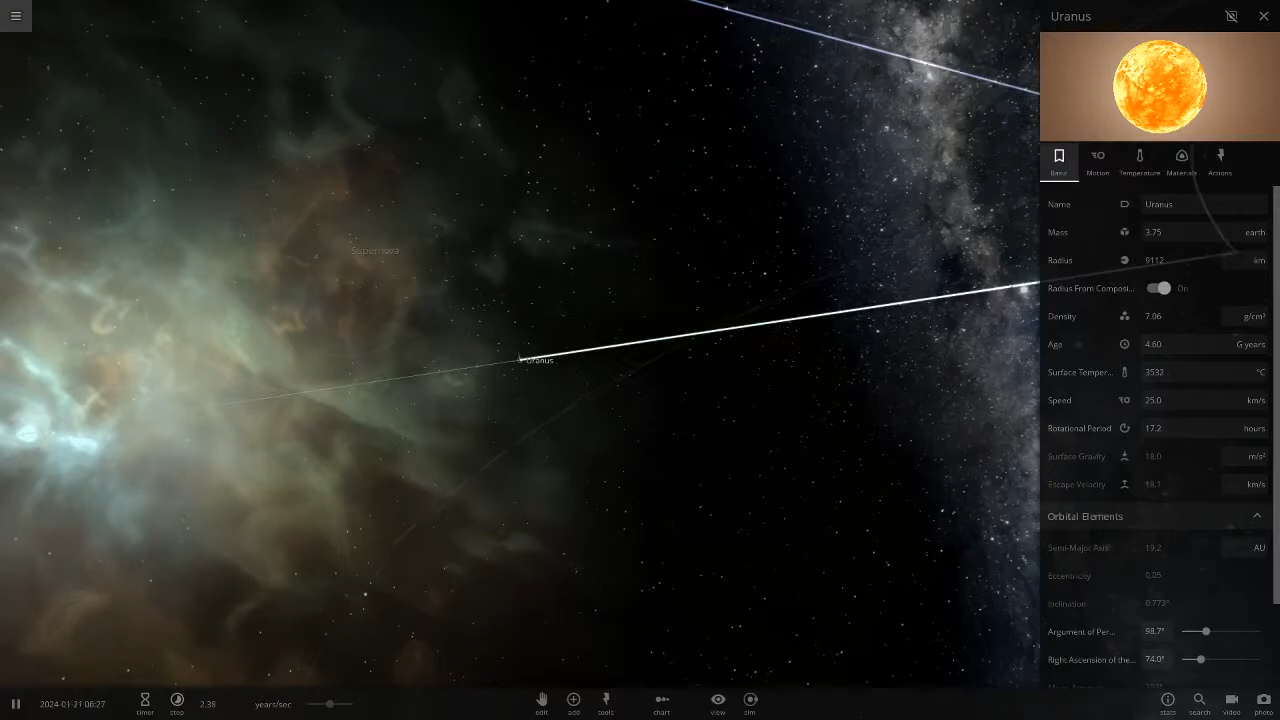 Uranus
Basic
Motion
Temperature
Materials
Actions
Name Uranus
Mass 3.75 earth
Radius 9112 km
Radius From Composi... On
Density 7.06 g/cm³
Age 4.60 G years
Surface Temper... 3532 °C
Speed 25.0 km/s
Rotational Period 17.2 hours
Surface Gravity 18.0 m/s²
Escape Velocity 18.1 km/s
Orbital Elements
Semi-Major Axis 19.2 AU
Eccentricity 0.05
Inclination 0.773°
Argument of Per... 98.7°
Right Ascension of the... 74.0°
Supernova
Uranus
2024-01-21 06:27
timer
step
2.38 years/sec
edit
add
tools
chart
view
sim
stats
search
video
photo